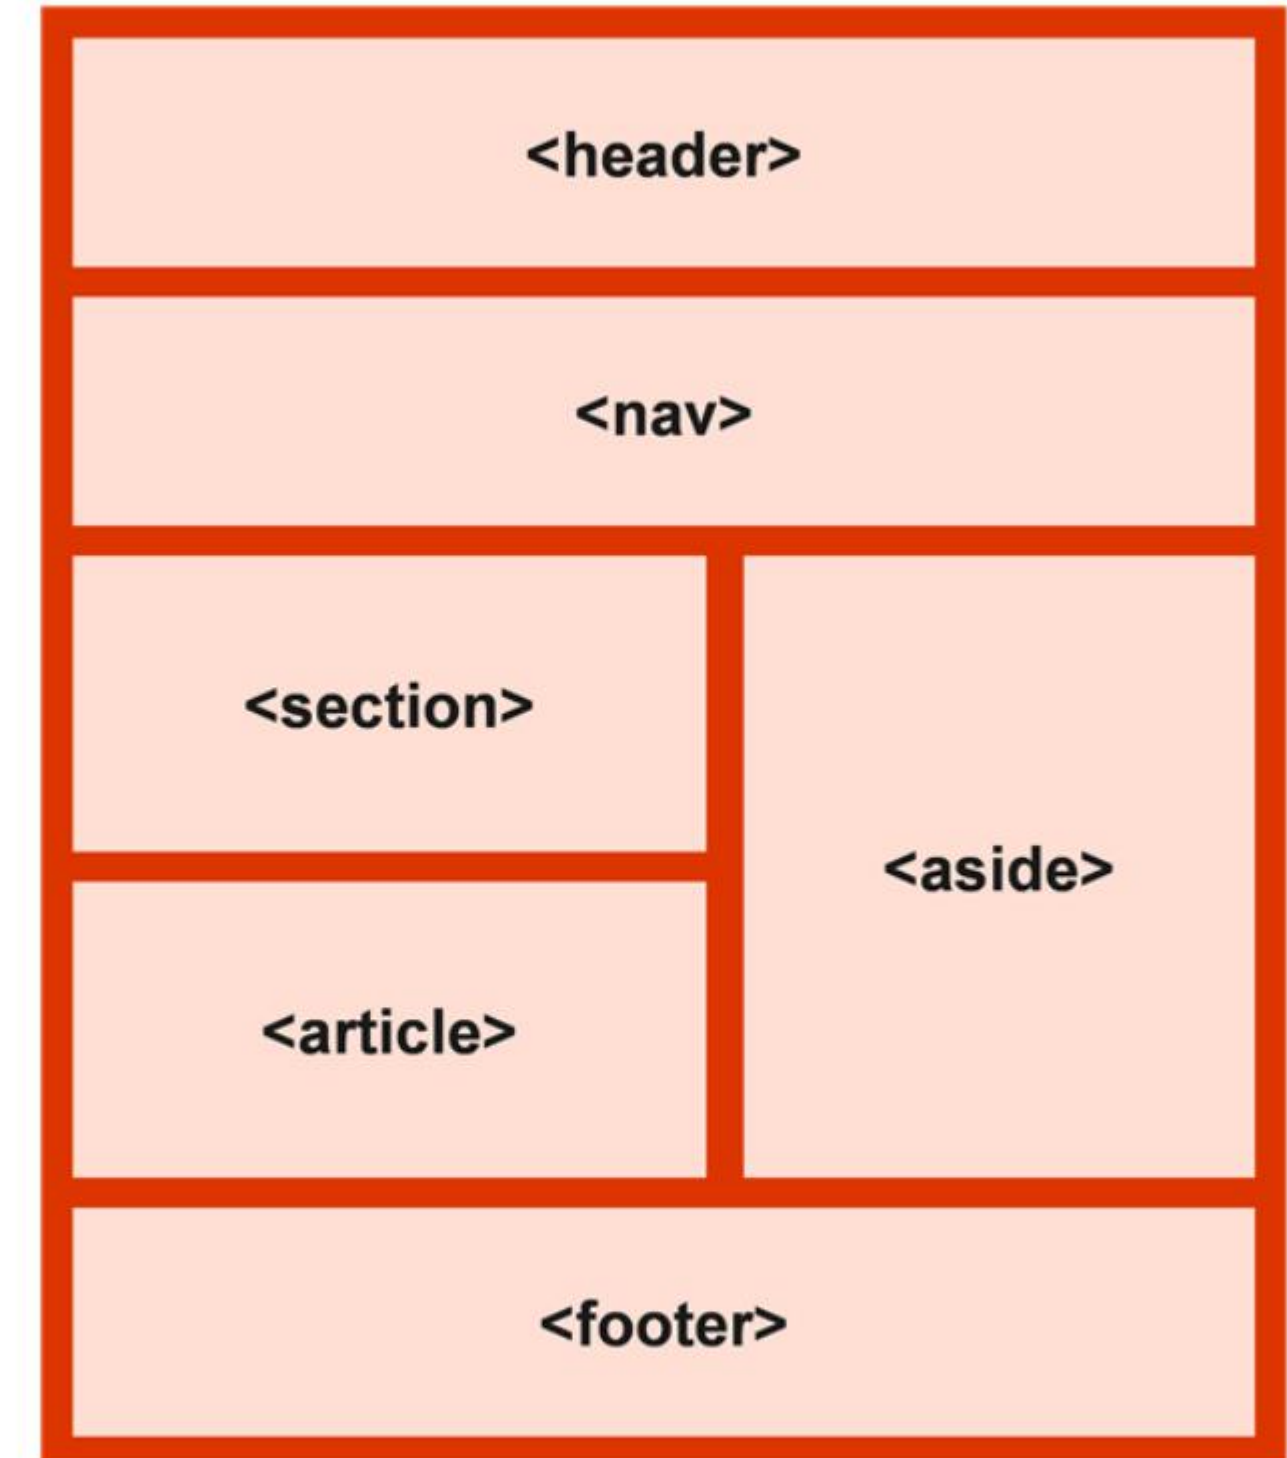 <header>
<nav>
<section>
<article>
<aside>
<footer>